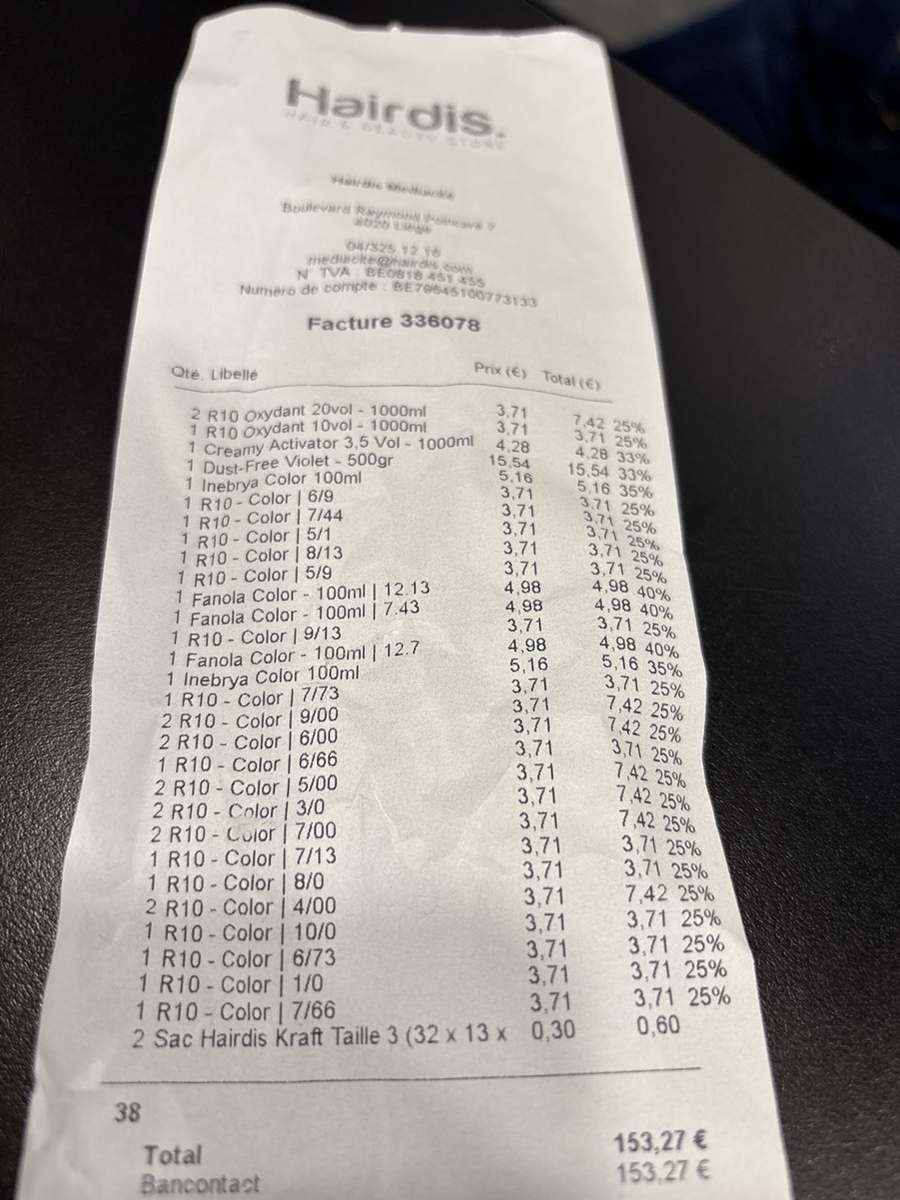 Hairdis.
HAIR & BEAUTY STORE
Hairdis Mediacité
Boulevard Raymond Poincaré 7
4020 Liège
04/325 12 16
mediacite@hairdis.com
N° TVA : BE0818 451 455
Numéro de compte : BE79645100773133
Facture 336078
Qté. Libellé Prix (€) Total (€)
2 R10 Oxydant 20vol - 1000ml 3,71 7,42 25%
1 R10 Oxydant 10vol - 1000ml 3,71 3,71 25%
1 Creamy Activator 3,5 Vol - 1000ml 4,28 4,28 33%
1 Dust-Free Violet - 500gr 15,54 15,54 33%
1 Inebrya Color 100ml 5,16 5,16 35%
1 R10 - Color | 6/9 3,71 3,71 25%
1 R10 - Color | 7/44 3,71 3,71 25%
1 R10 - Color | 5/1 3,71 3,71 25%
1 R10 - Color | 8/13 3,71 3,71 25%
1 R10 - Color | 5/9 3,71 3,71 25%
1 Fanola Color - 100ml | 12.13 4,98 4,98 40%
1 Fanola Color - 100ml | 7.43 4,98 4,98 40%
1 R10 - Color | 9/13 3,71 3,71 25%
1 Fanola Color - 100ml | 12.7 4,98 4,98 40%
1 Inebrya Color 100ml 5,16 5,16 35%
1 R10 - Color | 7/73 3,71 3,71 25%
2 R10 - Color | 9/00 3,71 7,42 25%
2 R10 - Color | 6/00 3,71 7,42 25%
1 R10 - Color | 6/66 3,71 3,71 25%
2 R10 - Color | 5/00 3,71 7,42 25%
2 R10 - Color | 3/0 3,71 7,42 25%
2 R10 - Color | 7/00 3,71 7,42 25%
1 R10 - Color | 7/13 3,71 3,71 25%
1 R10 - Color | 8/0 3,71 3,71 25%
2 R10 - Color | 4/00 3,71 7,42 25%
1 R10 - Color | 10/0 3,71 3,71 25%
1 R10 - Color | 6/73 3,71 3,71 25%
1 R10 - Color | 1/0 3,71 3,71 25%
1 R10 - Color | 7/66 3,71 3,71 25%
2 Sac Hairdis Kraft Taille 3 (32 x 13 x 0,30 0,60
38
Total 153,27 €
Bancontact 153,27 €